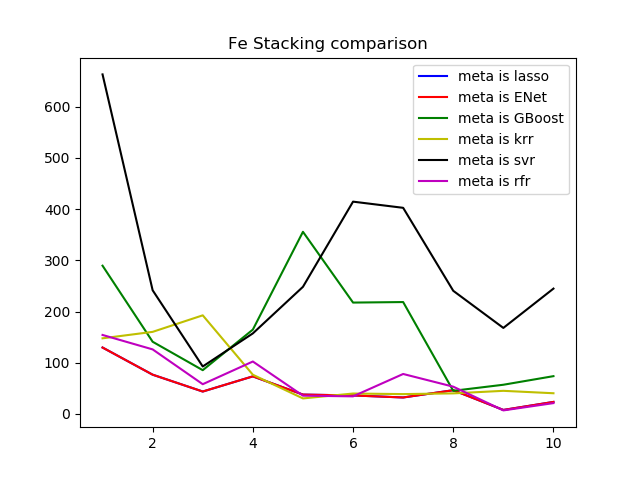 Fe Stacking comparison
meta is lasso
meta is ENet
meta is GBoost
meta is krr
meta is svr
meta is rfr
600
500
400
300
200
100
0
2 4 6 8 10